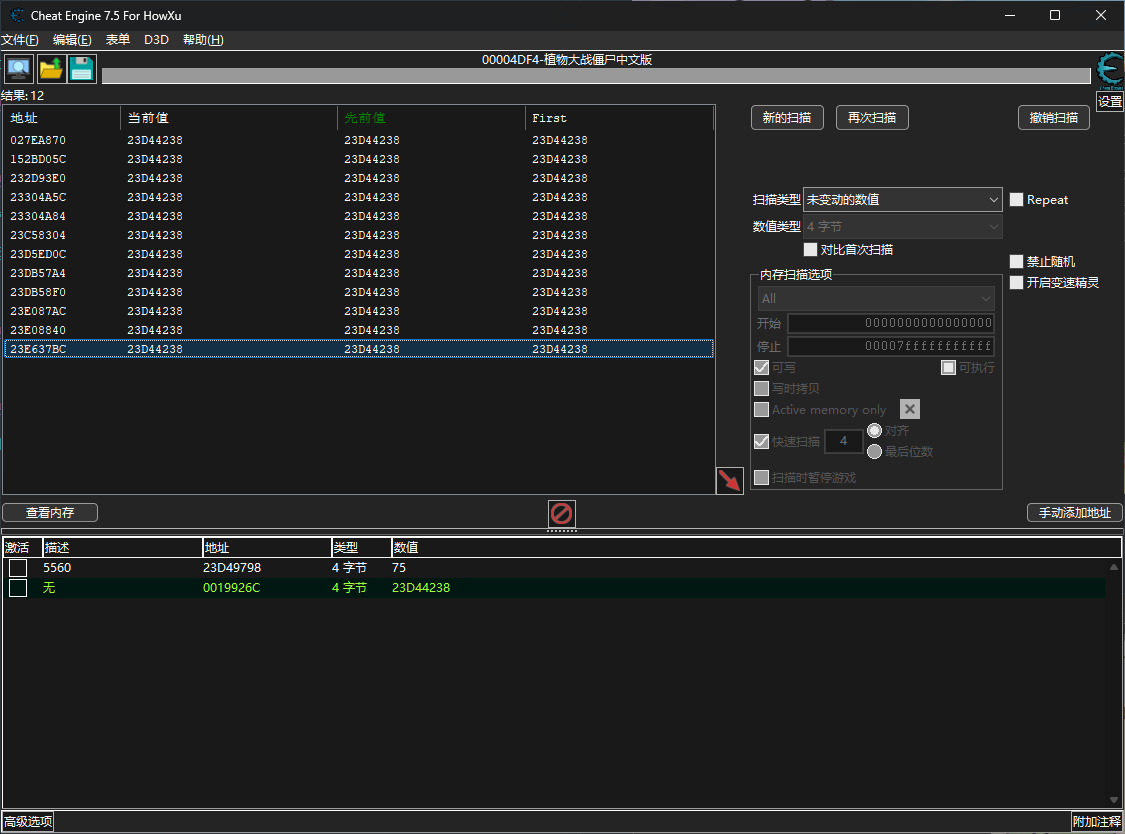 Cheat Engine 7.5 For HowXu
文件(F) 编辑(E) 表单 D3D 帮助(H)
00004DF4-植物大战僵尸中文版
结果: 12
设置
地址 当前值 先前值 First
027EA870 23D44238 23D44238 23D44238
152BD05C 23D44238 23D44238 23D44238
232D93E0 23D44238 23D44238 23D44238
23304A5C 23D44238 23D44238 23D44238
23304A84 23D44238 23D44238 23D44238
23C58304 23D44238 23D44238 23D44238
23D5ED0C 23D44238 23D44238 23D44238
23DB57A4 23D44238 23D44238 23D44238
23DB58F0 23D44238 23D44238 23D44238
23E087AC 23D44238 23D44238 23D44238
23E08840 23D44238 23D44238 23D44238
23E637BC 23D44238 23D44238 23D44238
新的扫描 再次扫描 撤销扫描
扫描类型 未变动的数值 Repeat
数值类型 4 字节
对比首次扫描
禁止随机
开启变速精灵
内存扫描选项
All
开始 0000000000000000
停止 00007fffffffffff
可写 可执行
写时拷贝
Active memory only
快速扫描 4 对齐
最后位数
扫描时暂停游戏
查看内存 手动添加地址
激活 描述 地址 类型 数值
5560 23D49798 4 字节 75
无 0019926C 4 字节 23D44238
高级选项 附加注释